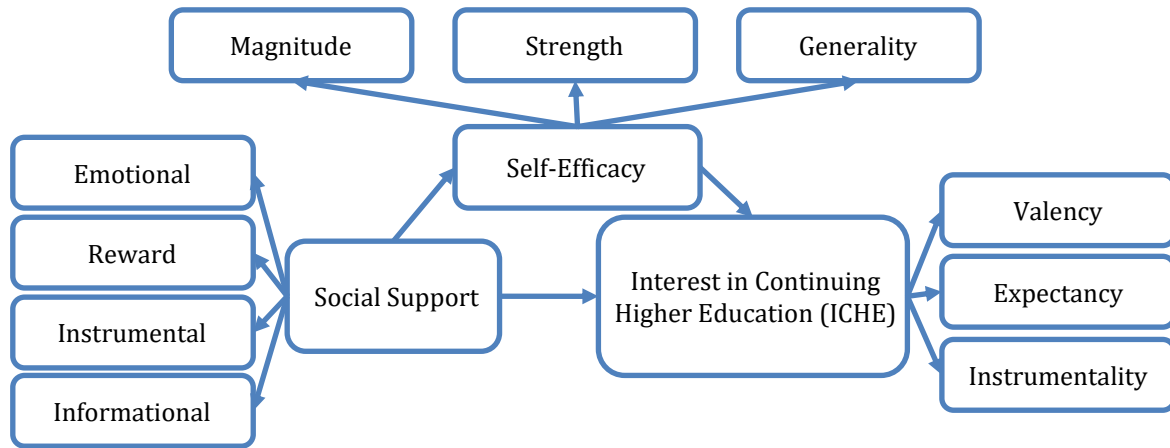 Magnitude
Strength
Generality
Self-Efficacy
Emotional
Reward
Instrumental
Informational
Social Support
Interest in Continuing
Higher Education (ICHE)
Valency
Expectancy
Instrumentality